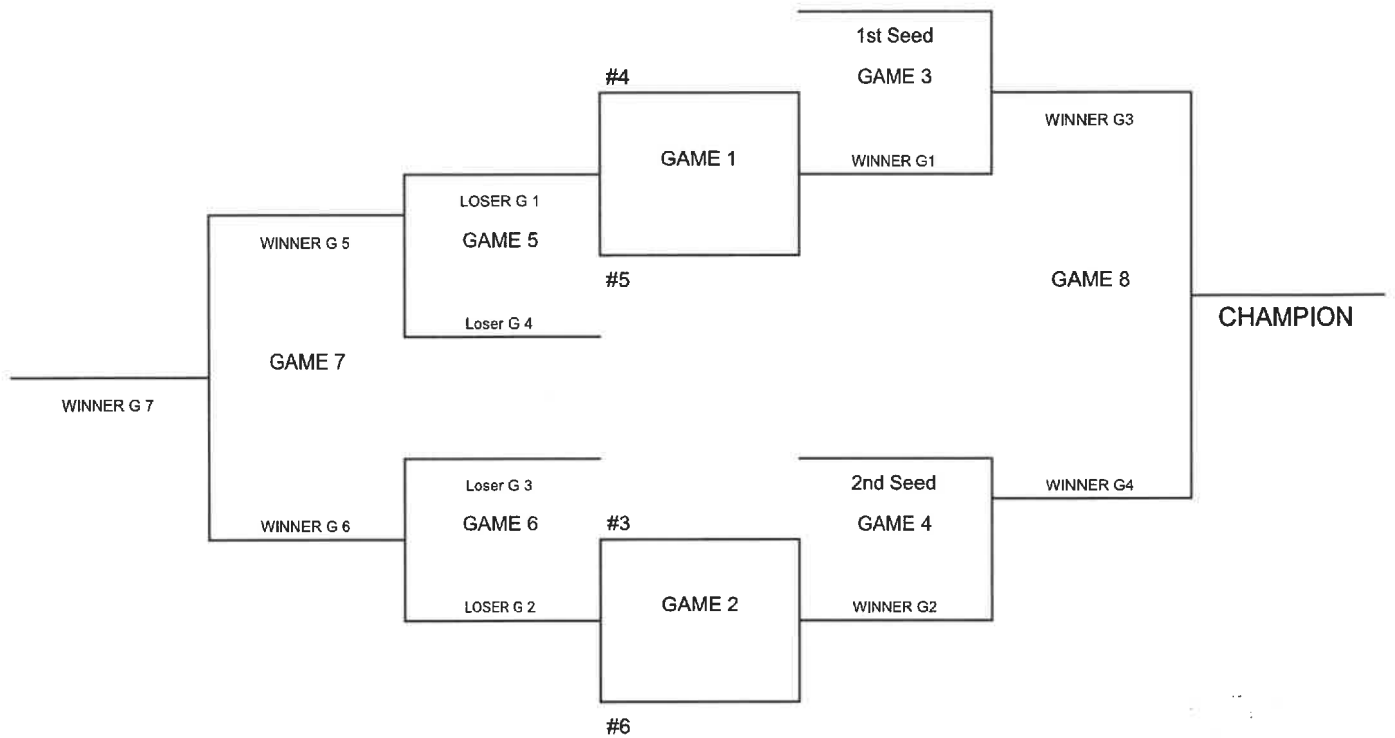 1st Seed
#4
GAME 3
WINNER G3
GAME 1
WINNER G1
LOSER G 1
WINNER G 5
GAME 5
#5
GAME 8
CHAMPION
Loser G 4
GAME 7
WINNER G 7
Loser G 3
2nd Seed
WINNER G4
WINNER G 6
GAME 6
#3
GAME 4
LOSER G 2
GAME 2
WINNER G2
#6